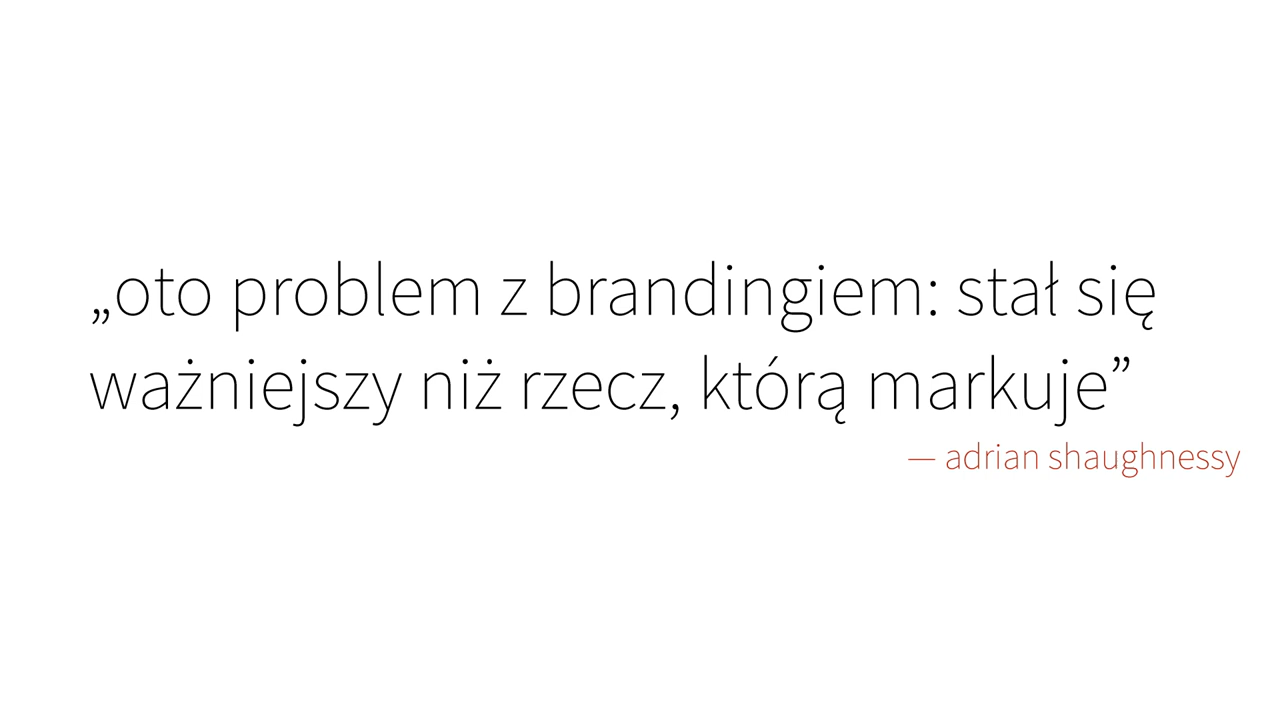 „oto problem z brandingiem: stał się
ważniejszy niż rzecz, którą markuje”
— adrian shaughnessy